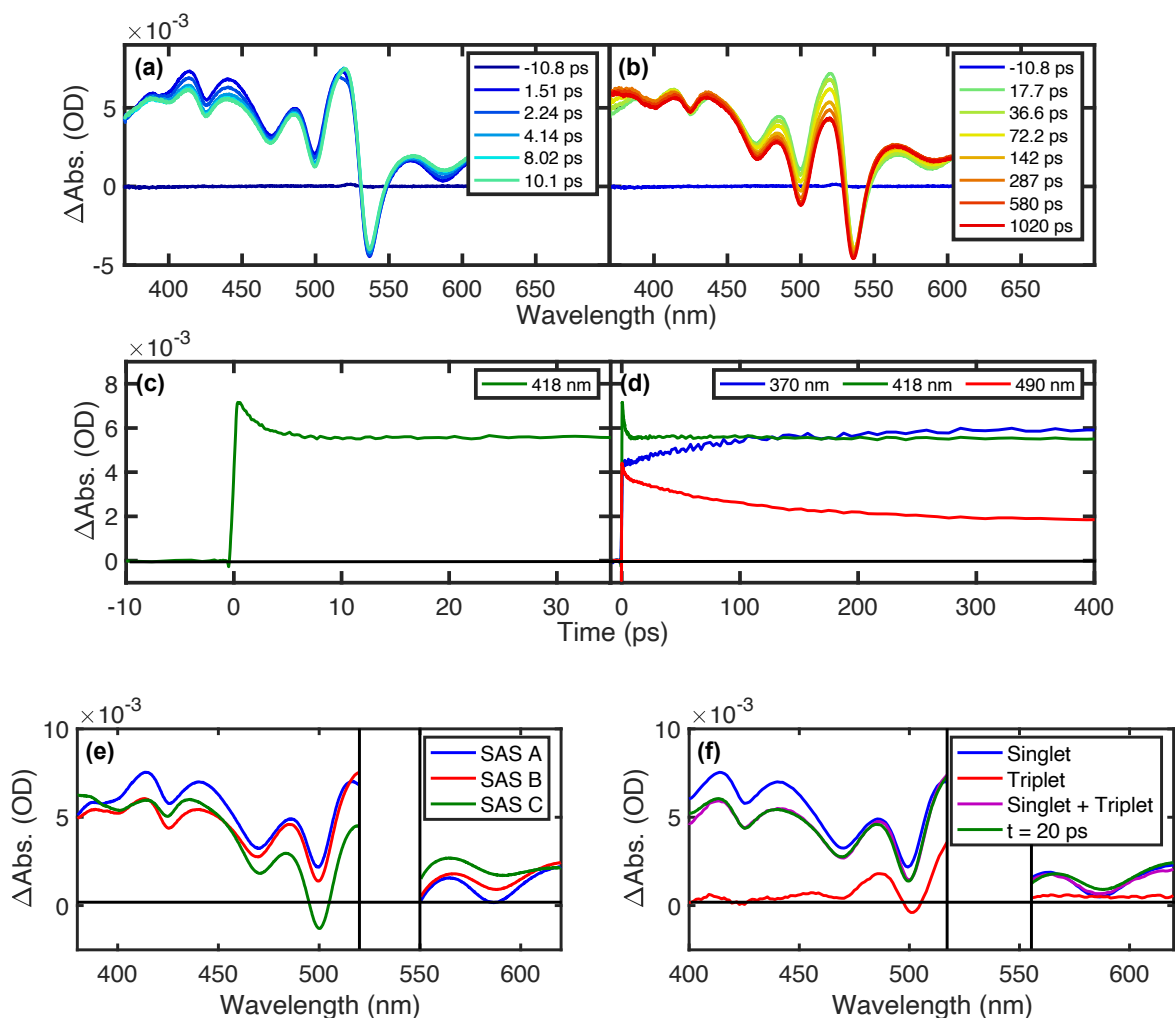 ×10⁻³
(a)
-10.8 ps
1.51 ps
2.24 ps
4.14 ps
8.02 ps
10.1 ps
(b)
-10.8 ps
17.7 ps
36.6 ps
72.2 ps
142 ps
287 ps
580 ps
1020 ps
5
0
-5
ΔAbs. (OD)
400 450 500 550 600 650
400 450 500 550 600 650
Wavelength (nm)
×10⁻³
(c)
418 nm
(d)
370 nm 418 nm 490 nm
8
6
4
2
0
ΔAbs. (OD)
-10 0 10 20 30
0 100 200 300 400
Time (ps)
×10⁻³
(e)
SAS A
SAS B
SAS C
10
5
0
ΔAbs. (OD)
400 450 500 550 600
Wavelength (nm)
×10⁻³
(f)
Singlet
Triplet
Singlet + Triplet
t = 20 ps
10
5
0
ΔAbs. (OD)
400 450 500 550 600
Wavelength (nm)